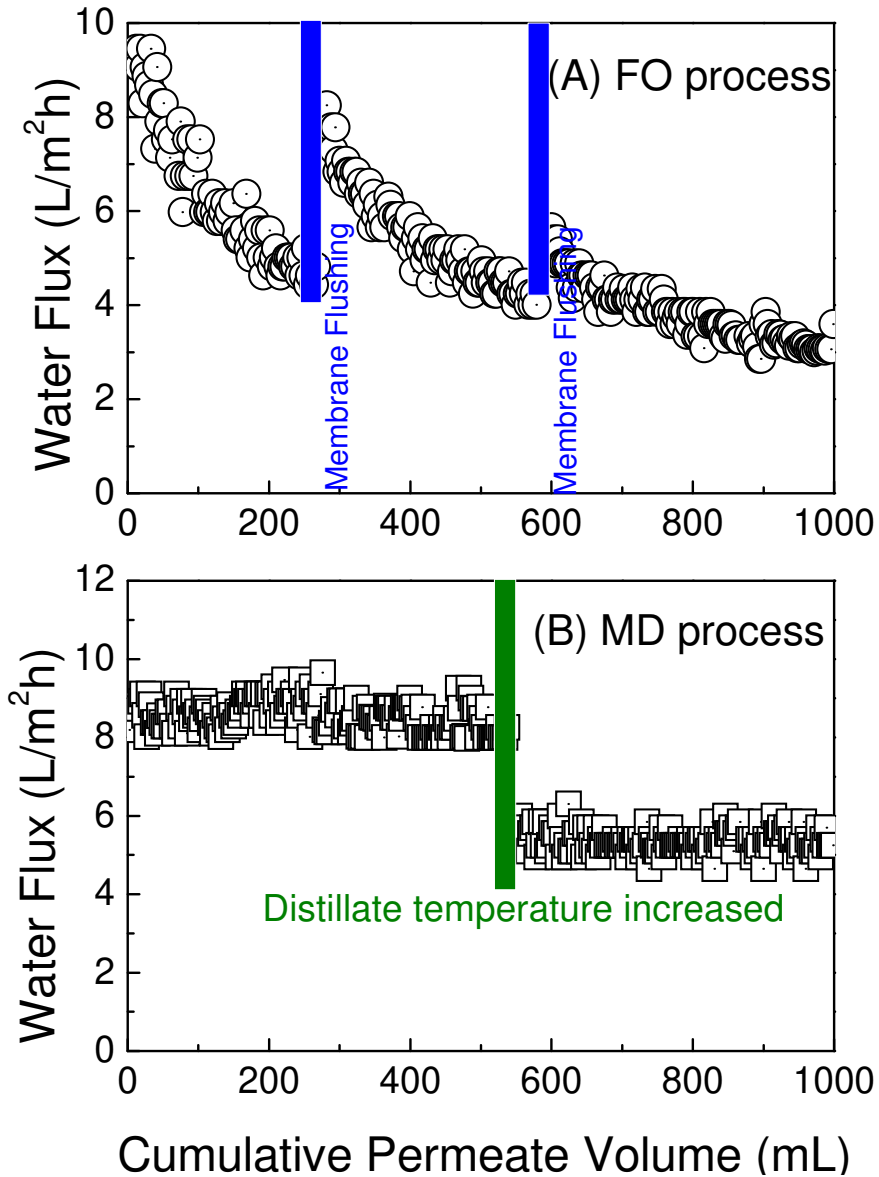 (A) FO process
Water Flux (L/m²h)
10
8
6
4
2
0
Membrane Flushing
Membrane Flushing
0 200 400 600 800 1000
(B) MD process
Water Flux (L/m²h)
12
10
8
6
4
2
0
Distillate temperature increased
0 200 400 600 800 1000
Cumulative Permeate Volume (mL)